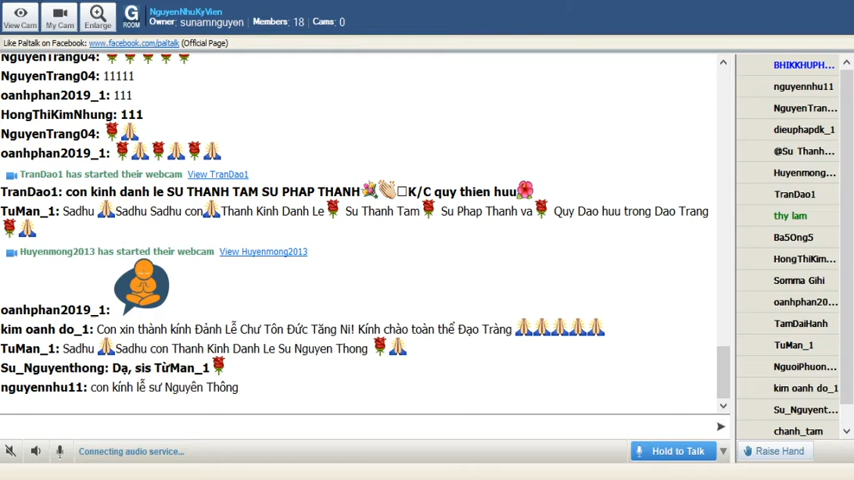 G
ROOM
NguyenNhuKyVien
Owner: sunamnguyen Members: 18 Cams: 0
View Cam
My Cam
Enlarge
Like Paltalk on Facebook: www.facebook.com/paltalk (Official Page)
NguyenTrang04:
NguyenTrang04: 11111
oanhphan2019_1: 111
HongThiKimNhung: 111
NguyenTrang04:
oanhphan2019_1:
TranDao1 has started their webcam View TranDao1
TranDao1: con kinh danh le SU THANH TAM SU PHAP THANH K/C quy thien huu
TuMan_1: Sadhu Sadhu Sadhu con Thanh Kinh Danh Le Su Thanh Tam Su Phap Thanh va Quy Dao huu trong Dao Trang
Huyenmong2013 has started their webcam View Huyenmong2013
oanhphan2019_1:
kim oanh do_1: Con xin thành kính Đảnh Lễ Chư Tôn Đức Tăng Ni! Kính chào toàn thể Đạo Tràng
TuMan_1: Sadhu Sadhu con Thanh Kinh Danh Le Su Nguyen Thong
Su_Nguyenthong: Dạ, sis TừMan_1
nguyennhu11: con kính lễ sư Nguyên Thông
Connecting audio service...
Hold to Talk
Raise Hand
BHIKKHUPH...
nguyennhu11
NguyenTran...
dieuphapdk_1
@Su Thanh...
Huyenmong...
TranDao1
thy lam
Ba5OngS
HongThiKim...
Somma Gihi
oanhphan20...
TamDaiHanh
TuMan_1
NguoiPhuon...
kim oanh do_1
Su_Nguyent...
chanh_tam